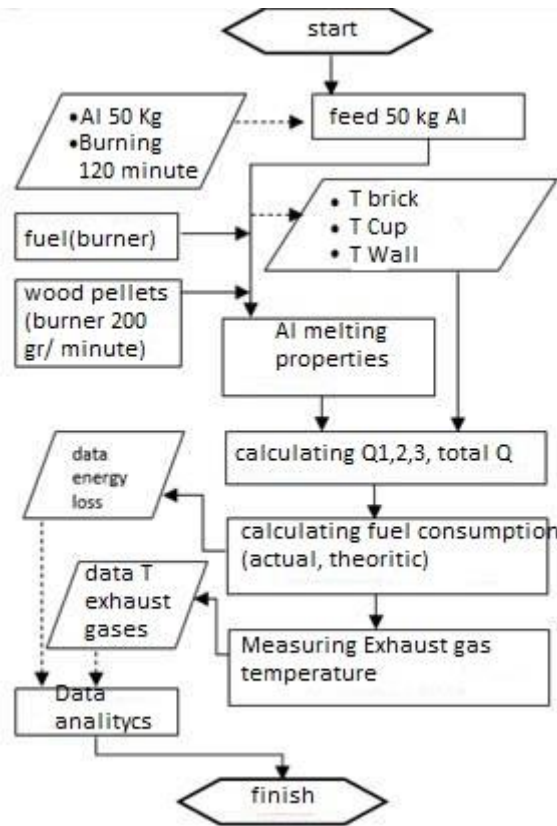 start
• Al 50 Kg
• Burning
120 minute
feed 50 kg Al
• T brick
• T Cup
• T Wall
fuel(burner)
wood pellets
(burner 200
gr/ minute)
Al melting
properties
calculating Q1,2,3, total Q
data
energy
loss
calculating fuel consumption
(actual, theoritic)
data T
exhaust
gases
Measuring Exhaust gas
temperature
Data
analitycs
finish